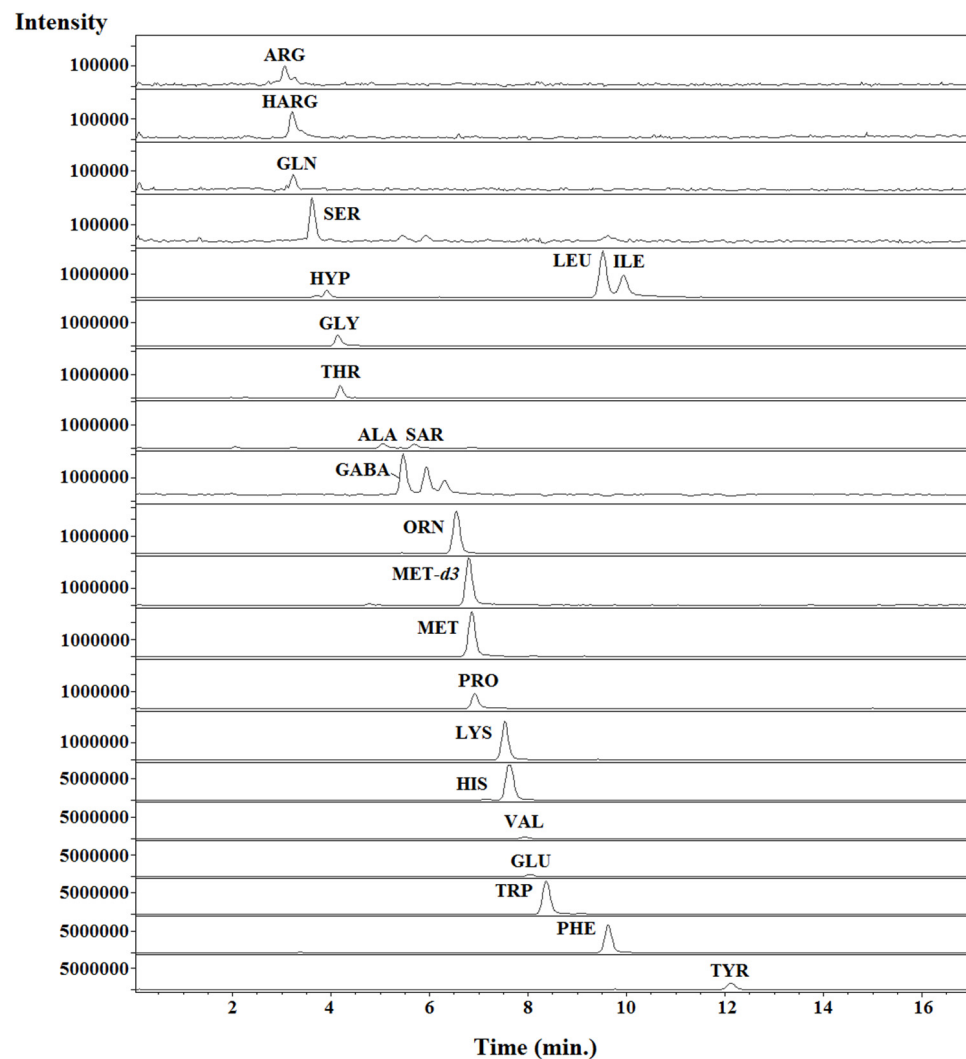 Intensity
ARG
100000
HARG
100000
GLN
100000
SER
100000
LEU ILE
HYP
1000000
GLY
1000000
THR
1000000
1000000
ALA SAR
GABA
1000000
ORN
1000000
MET-d3
1000000
MET
1000000
PRO
1000000
LYS
1000000
HIS
5000000
VAL
5000000
GLU
5000000
TRP
5000000
PHE
5000000
TYR
5000000
2 4 6 8 10 12 14 16
Time (min.)